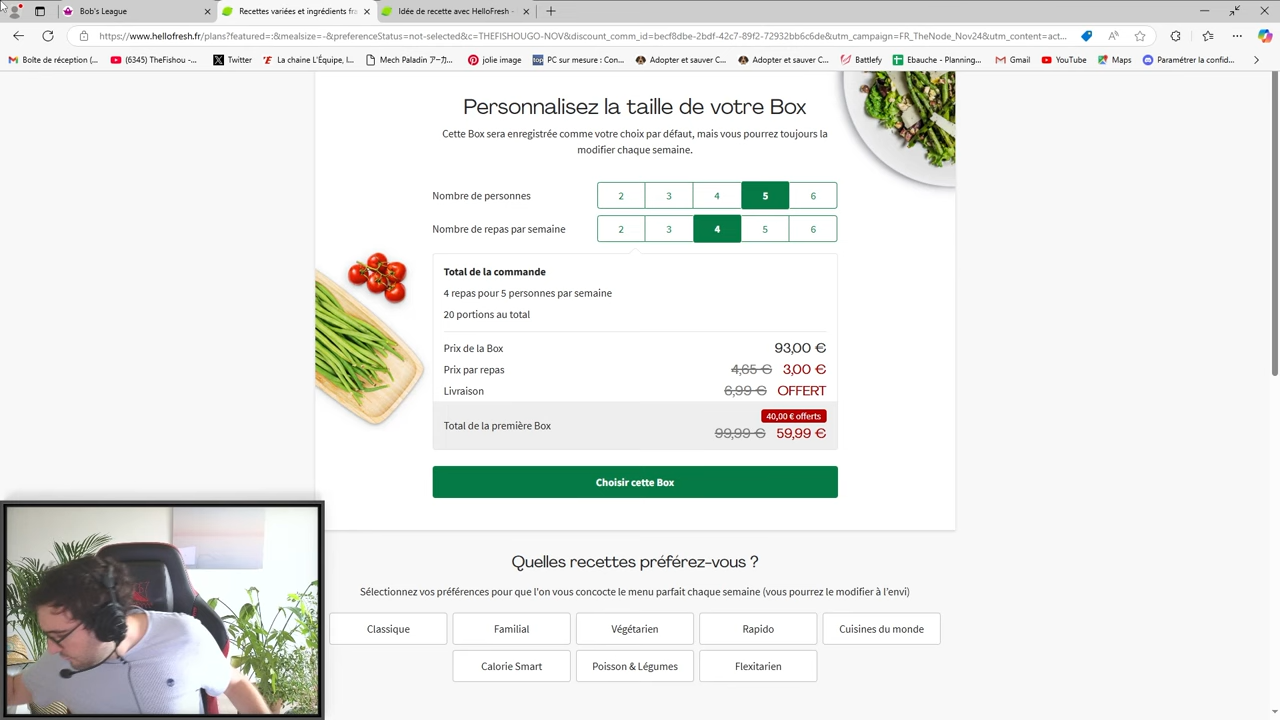 Bob's League
Recettes variées et ingrédients fra
Idée de recette avec HelloFresh -
https://www.hellofresh.fr/plans?featured=:&mealsize=-&preferenceStatus=not-selected&c=THEFISHOUGO-NOV&discount_comm_id=becf8dbe-2bdf-42c7-89f2-72932bb6c6de&utm_campaign=FR_TheNode_Nov24&utm_content=act...
Boîte de réception (... (6345) TheFishou -... Twitter La chaine L'Équipe, l... Mech Paladin アーカ... jolie image PC sur mesure : Con... Adopter et sauver C... Adopter et sauver C... Battlefy Ebauche - Planning... Gmail YouTube Maps Paramétrer la confid...
Personnalisez la taille de votre Box
Cette Box sera enregistrée comme votre choix par défaut, mais vous pourrez toujours la
modifier chaque semaine.
Nombre de personnes 2 3 4 5 6
Nombre de repas par semaine 2 3 4 5 6
Total de la commande
4 repas pour 5 personnes par semaine
20 portions au total
Prix de la Box 93,00 €
Prix par repas 4,65 € 3,00 €
Livraison 6,99 € OFFERT
40,00 € offerts
Total de la première Box 99,99 € 59,99 €
Choisir cette Box
Quelles recettes préférez-vous ?
Sélectionnez vos préférences pour que l'on vous concocte le menu parfait chaque semaine (vous pourrez le modifier à l'envi)
Classique Familial Végétarien Rapido Cuisines du monde
Calorie Smart Poisson & Légumes Flexitarien